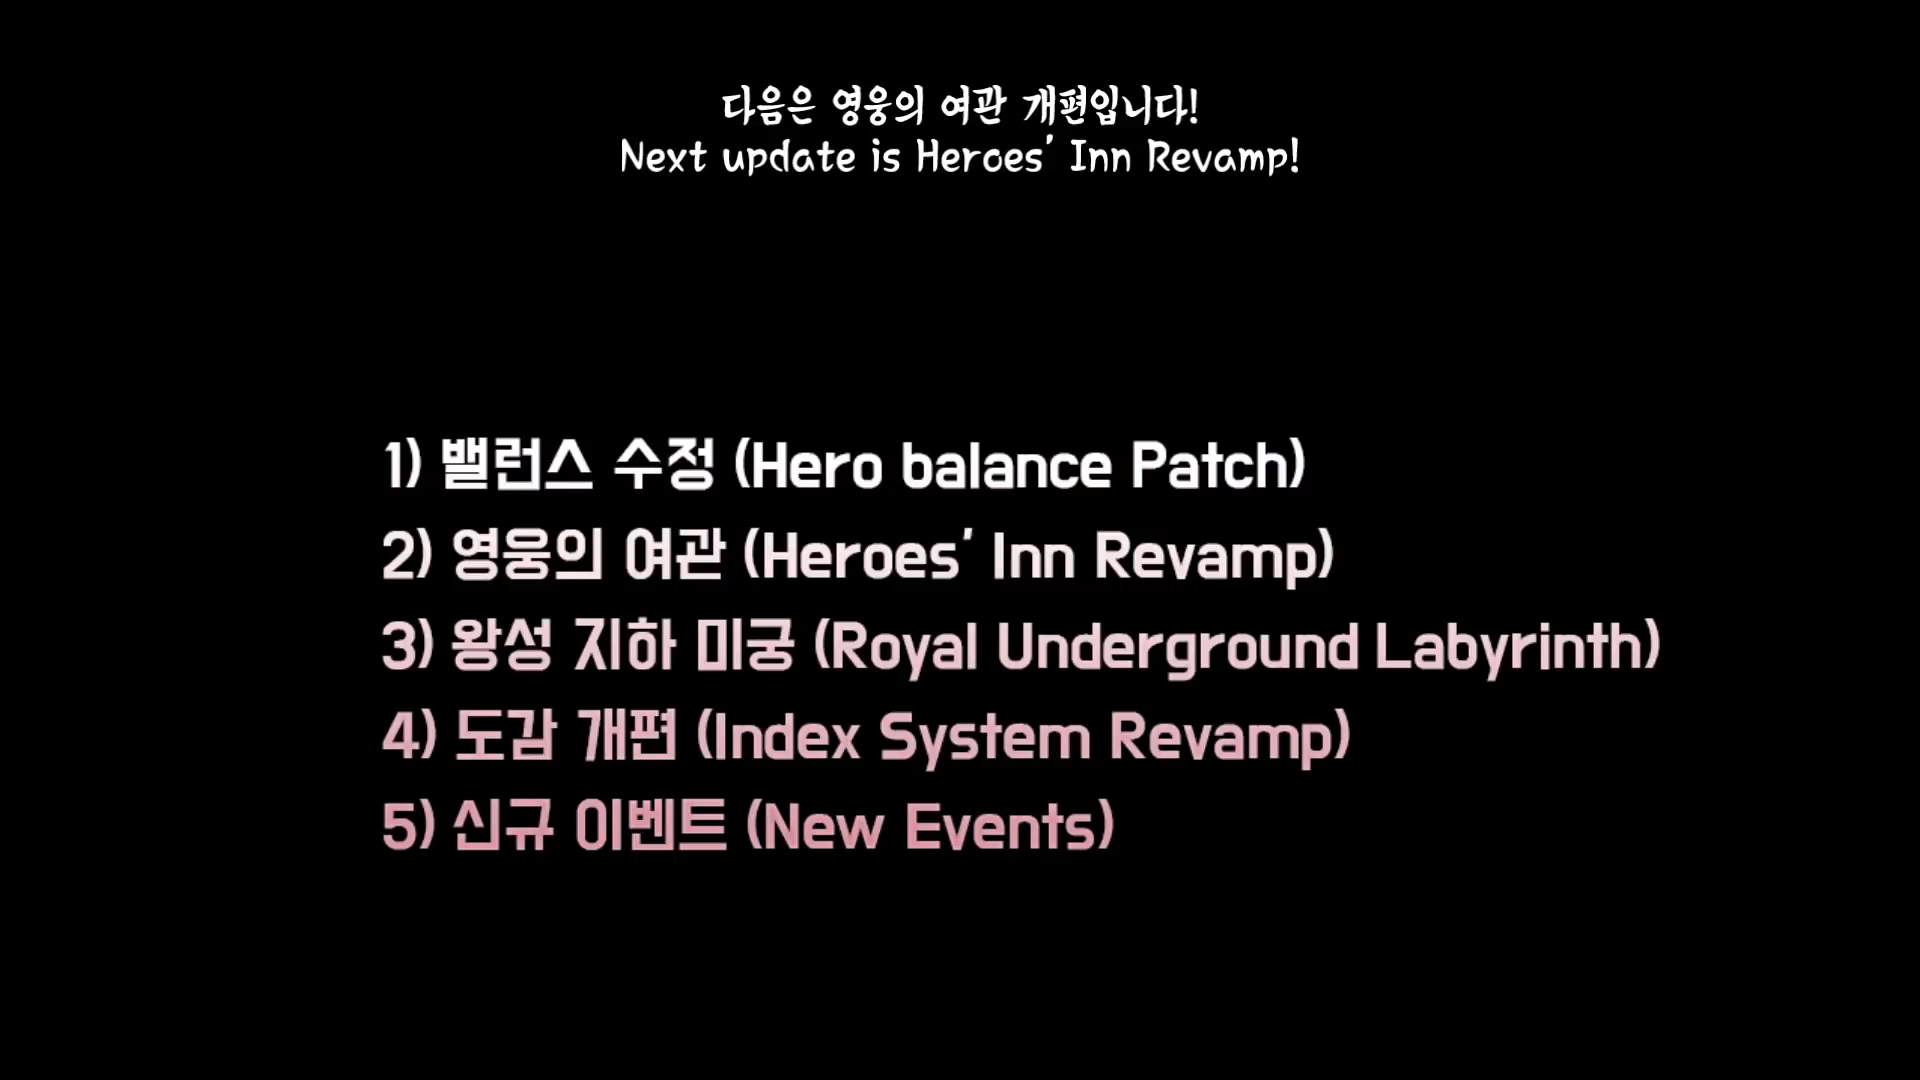 다음은 영웅의 여관 개편입니다!
Next update is Heroes' Inn Revamp!
1) 밸런스 수정 (Hero balance Patch)
2) 영웅의 여관 (Heroes' Inn Revamp)
3) 왕성 지하 미궁 (Royal Underground Labyrinth)
4) 도감 개편 (Index System Revamp)
5) 신규 이벤트 (New Events)